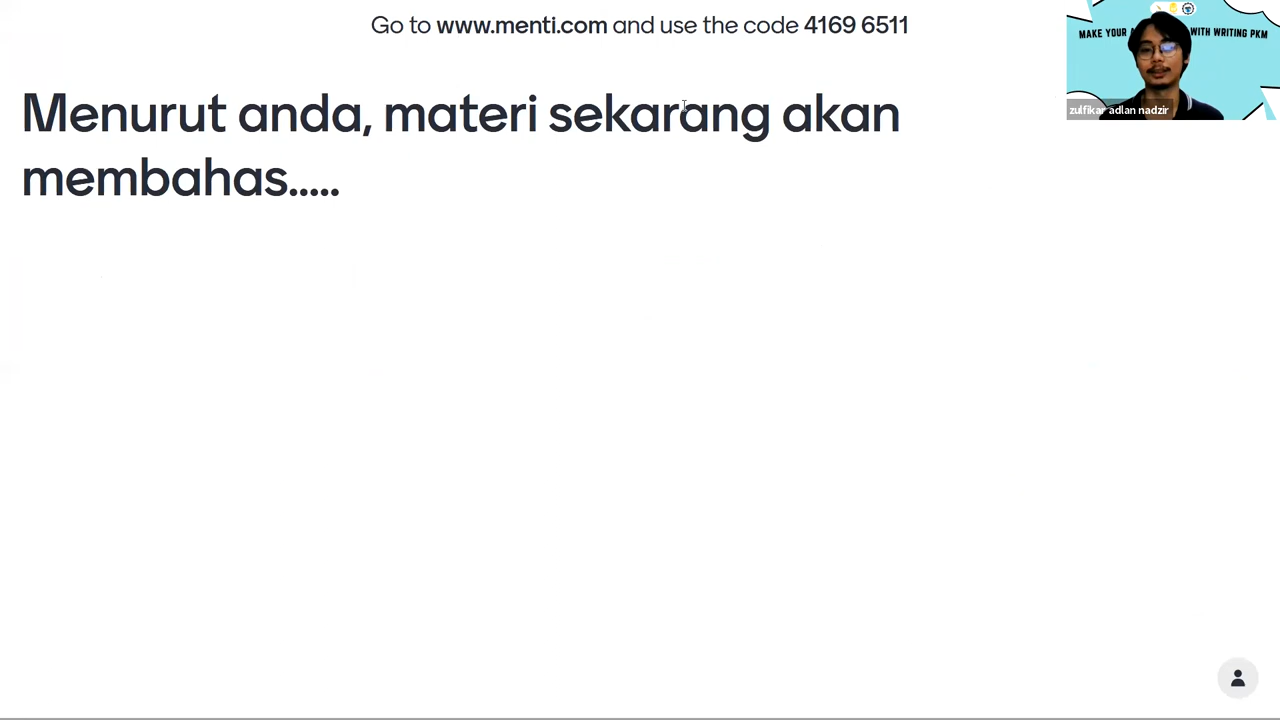 Go to www.menti.com and use the code 4169 6511
MAKE YOUR WITH WRITING PKM
zulfikar adlan nadzir
Menurut anda, materi sekarang akan
membahas.....